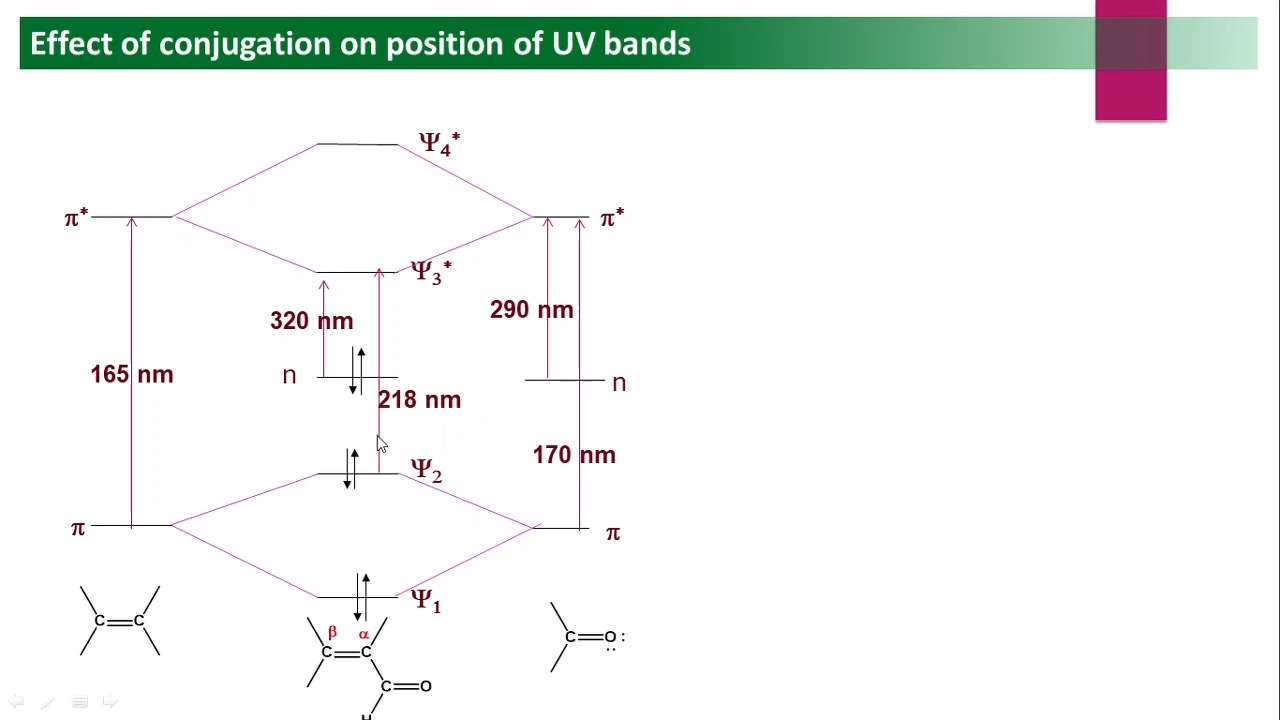 Effect of conjugation on position of UV bands
Ψ4*
π* π*
Ψ3*
290 nm
320 nm
165 nm n n
218 nm
170 nm
Ψ2
π π
Ψ1
β α
C=C C=C C=O:
C=O
H